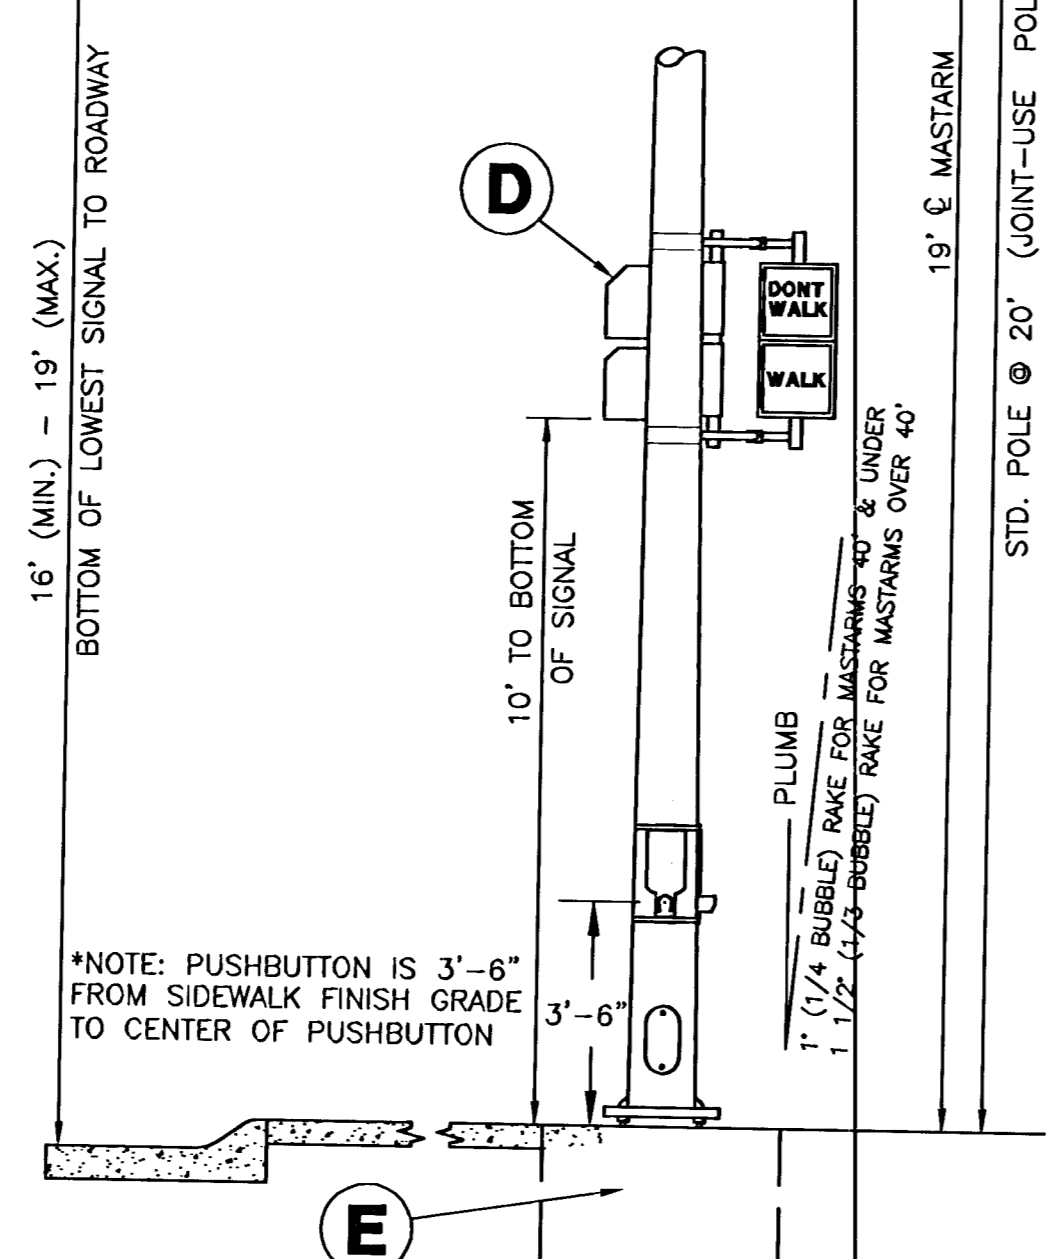 16' (MIN.) – 19' (MAX.)
BOTTOM OF LOWEST SIGNAL TO ROADWAY
D
DONT
WALK
WALK
10' TO BOTTOM
OF SIGNAL
PLUMB
1° (1/4 BUBBLE) RAKE FOR MASTARMS 40' & UNDER
1 1/2° (1/3 BUBBLE) RAKE FOR MASTARMS OVER 40'
19' ℄ MASTARM
STD. POLE @ 20' (JOINT–USE
*NOTE: PUSHBUTTON IS 3'–6"
FROM SIDEWALK FINISH GRADE
TO CENTER OF PUSHBUTTON
3'–6"
E